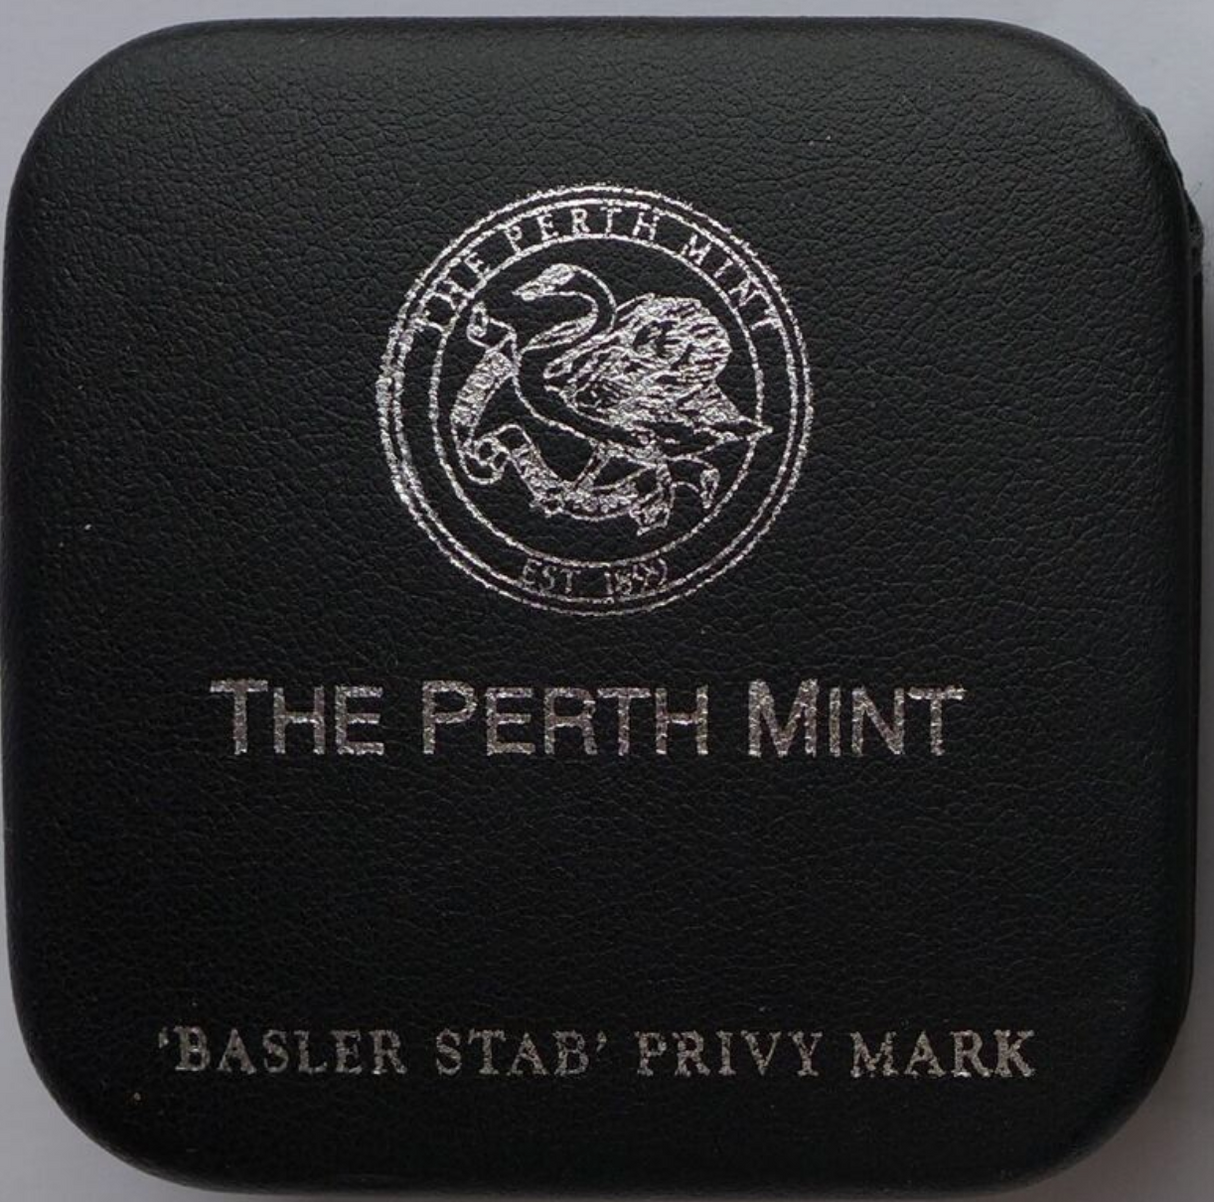 THE PERTH MINT
EST 1899
THE PERTH MINT
'BASLER STAB' PRIVY MARK